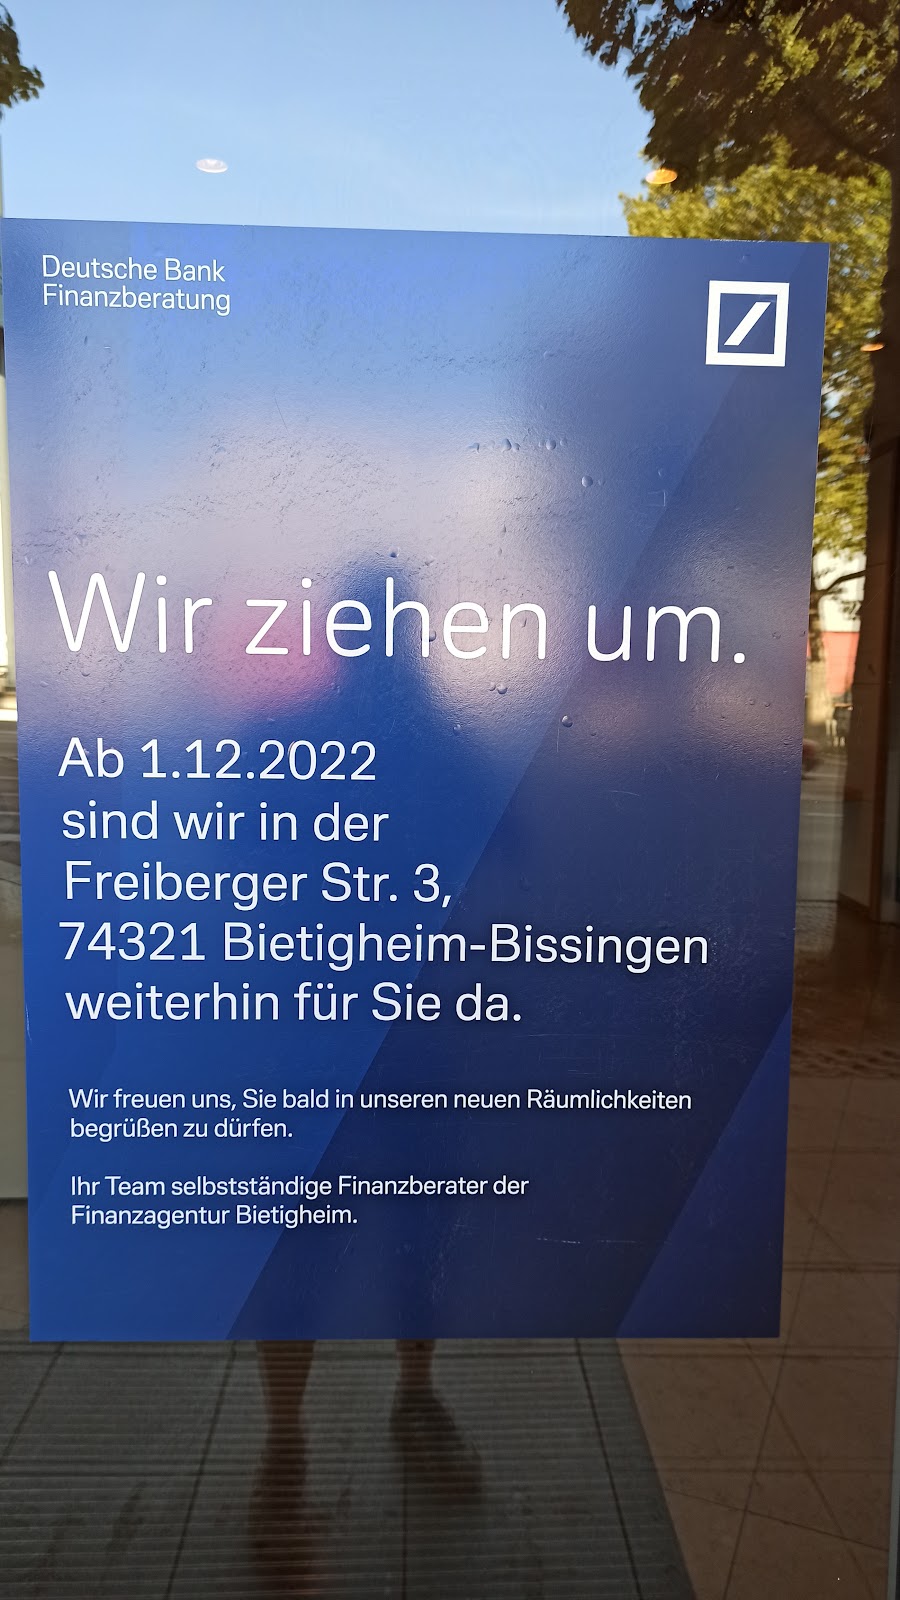 Deutsche Bank
Finanzberatung
Wir ziehen um.
Ab 1.12.2022
sind wir in der
Freiberger Str. 3,
74321 Bietigheim-Bissingen
weiterhin für Sie da.
Wir freuen uns, Sie bald in unseren neuen Räumlichkeiten
begrüßen zu dürfen.
Ihr Team selbstständige Finanzberater der
Finanzagentur Bietigheim.